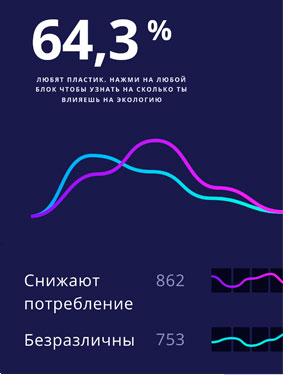 64,3 %
ЛЮБЯТ ПЛАСТИК. НАЖМИ НА ЛЮБОЙ
БЛОК ЧТОБЫ УЗНАТЬ НА СКОЛЬКО ТЫ
ВЛИЯЕШЬ НА ЭКОЛОГИЮ
Снижают 862
потребление
Безразличны 753